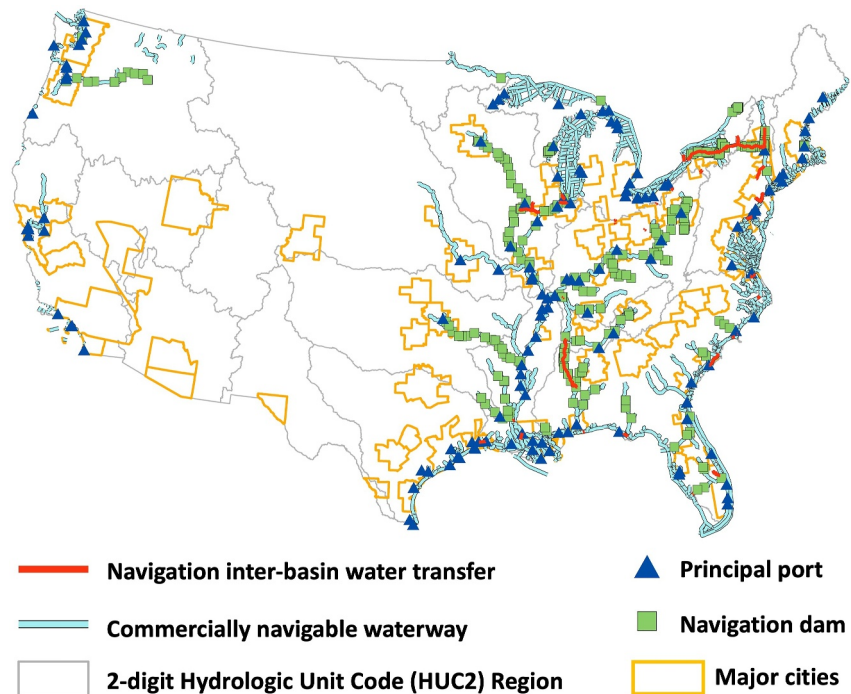 Navigation inter-basin water transfer
Principal port
Commercially navigable waterway
Navigation dam
2-digit Hydrologic Unit Code (HUC2) Region
Major cities